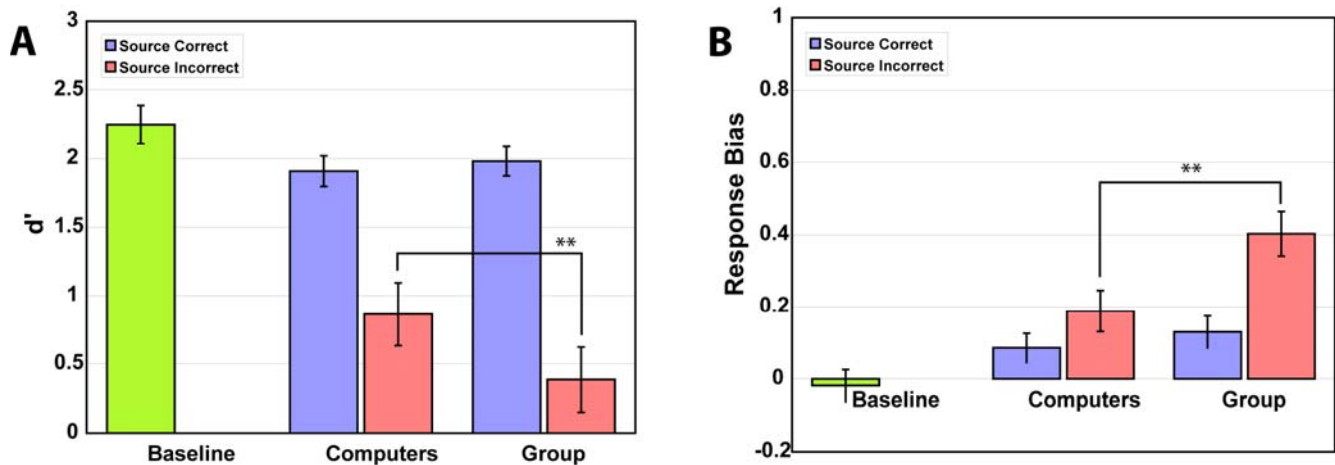 A
3
2.5
2
1.5
1
0.5
0
d'
Source Correct
Source Incorrect
**
Baseline
Computers
Group
B
1
0.8
0.6
0.4
0.2
0
-0.2
Response Bias
Source Correct
Source Incorrect
**
Baseline
Computers
Group